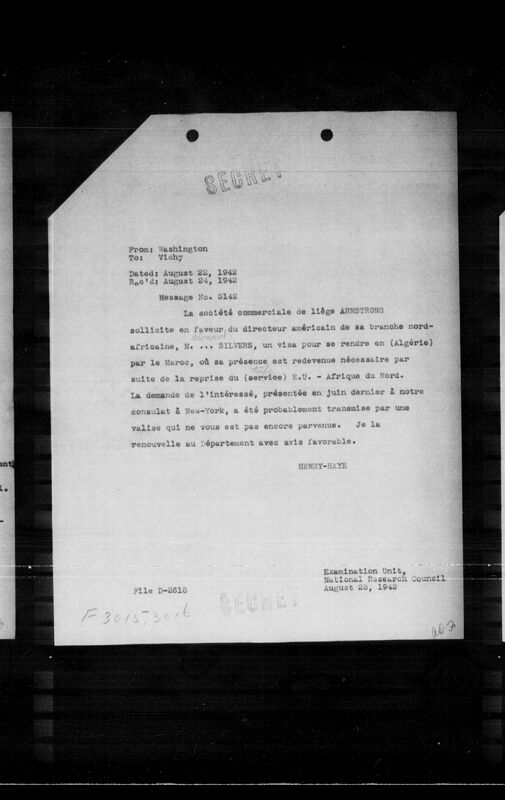 SECRET
From: Washington
To: Vichy
Dated: August 22, 1942
Rec'd: August 24, 1942
Message No. 3142
La société commerciale de liège ARMSTRONG
sollicite en faveur du directeur américain de sa branche nord-
africaine, M. ... SILVERS, un visa pour se rendre en (Algérie)
par le Maroc, où sa présence est redevenue nécessaire par
suite de la reprise du (service) E.U. - Afrique du Nord.
La demande de l'intéressé, présentée en juin dernier à notre
consulat à New-York, a été probablement transmise par une
valise qui ne vous est pas encore parvenue. Je la
renouvelle au Département avec avis favorable.
HENRY-HAYE
Examination Unit,
National Research Council
August 25, 1942
File D-2618
SECRET
F 3015, 3016